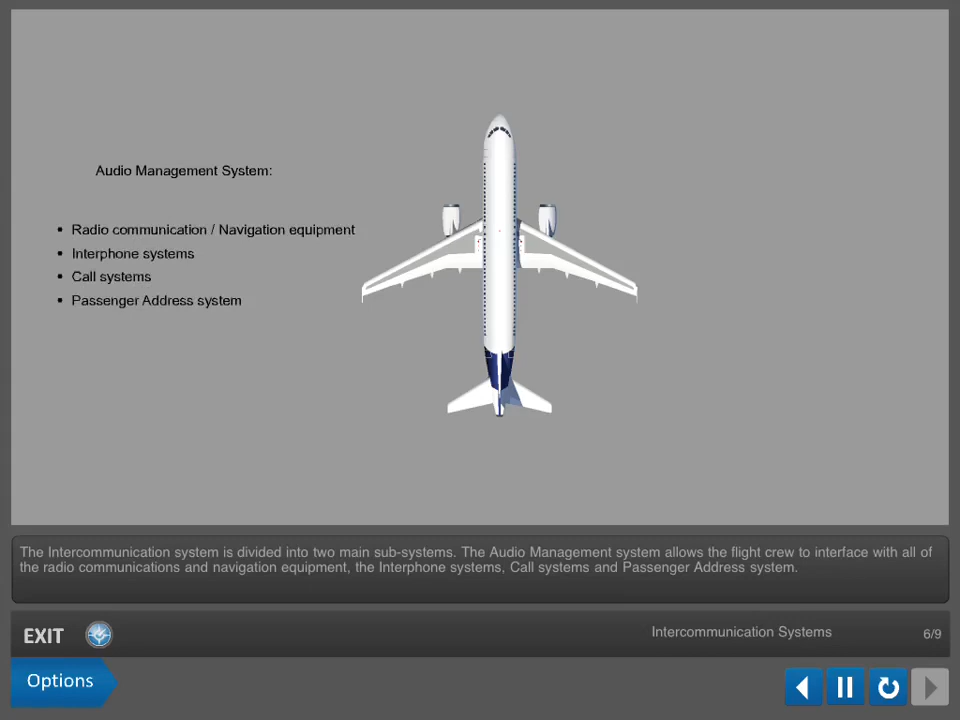 Audio Management System:
• Radio communication / Navigation equipment
• Interphone systems
• Call systems
• Passenger Address system
The Intercommunication system is divided into two main sub-systems. The Audio Management system allows the flight crew to interface with all of
the radio communications and navigation equipment, the Interphone systems, Call systems and Passenger Address system.
EXIT
Intercommunication Systems
6/9
Options